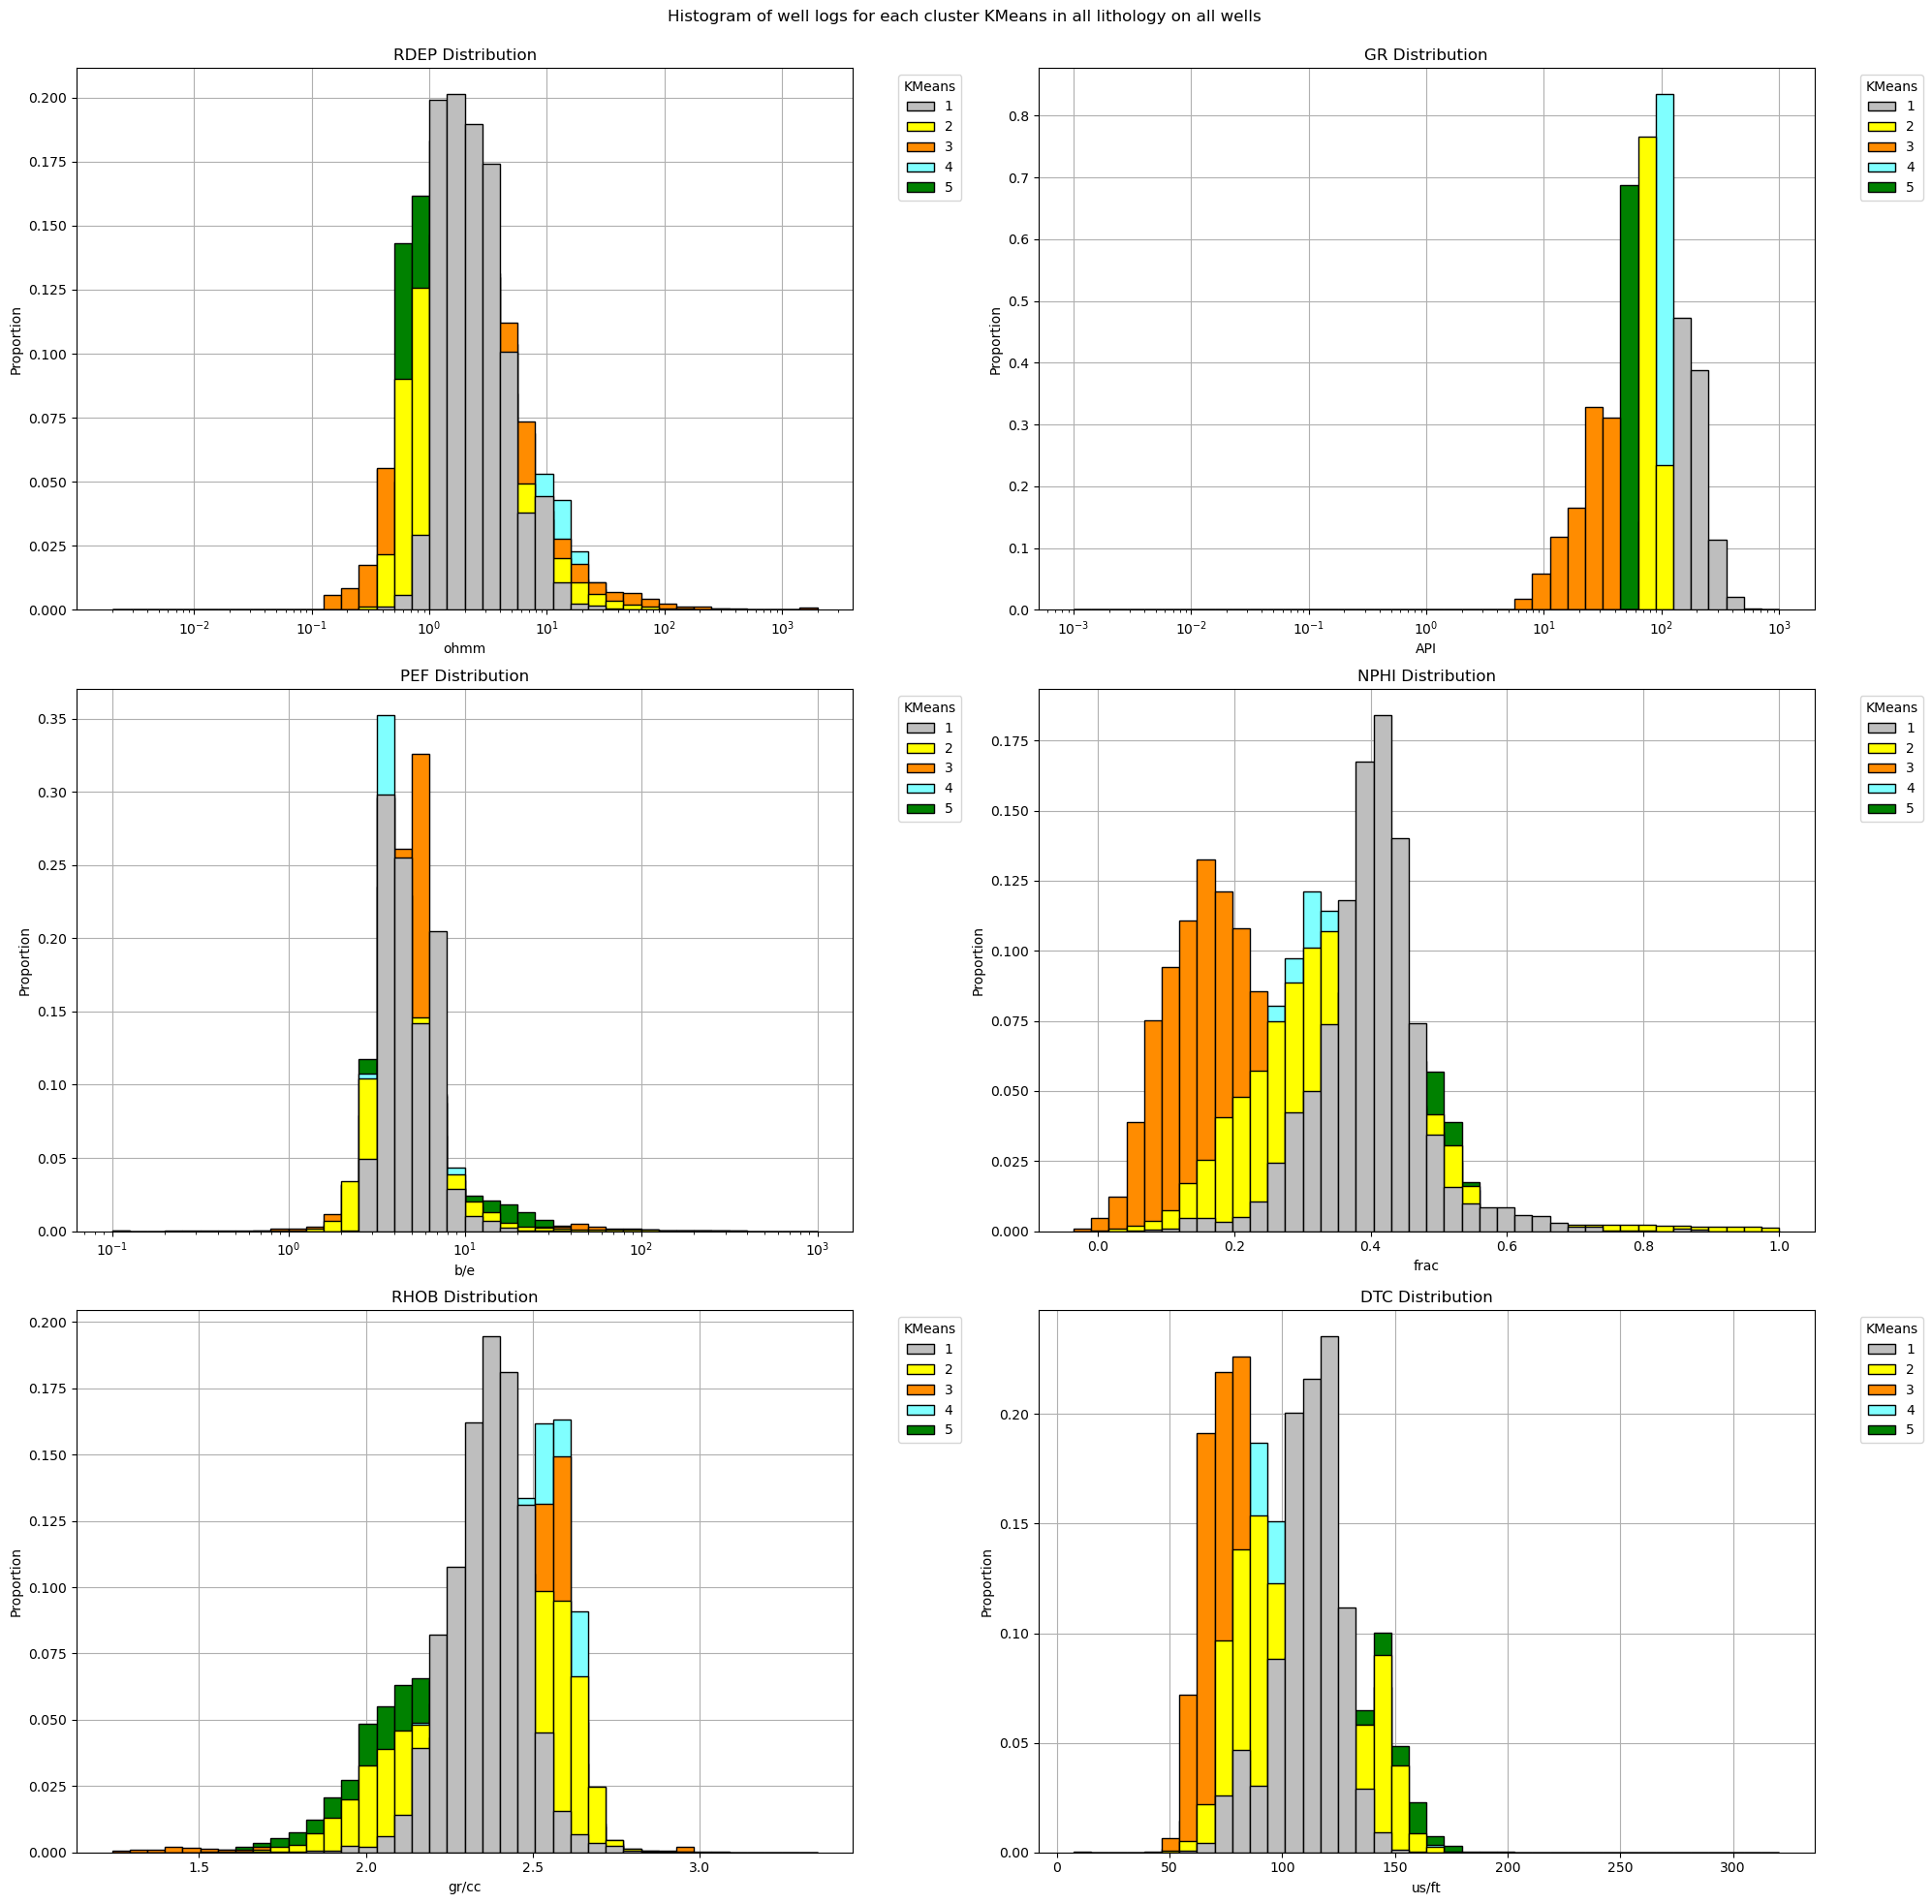 Histogram of well logs for each cluster KMeans in all lithology on all wells
RDEP Distribution
Proportion
0.200
0.175
0.150
0.125
0.100
0.075
0.050
0.025
0.000
10⁻² 10⁻¹ 10⁰ 10¹ 10² 10³
ohmm
KMeans
1
2
3
4
5
GR Distribution
Proportion
0.8
0.7
0.6
0.5
0.4
0.3
0.2
0.1
0.0
10⁻³ 10⁻² 10⁻¹ 10⁰ 10¹ 10² 10³
API
KMeans
1
2
3
4
5
PEF Distribution
Proportion
0.35
0.30
0.25
0.20
0.15
0.10
0.05
0.00
10⁻¹ 10⁰ 10¹ 10² 10³
b/e
KMeans
1
2
3
4
5
NPHI Distribution
Proportion
0.175
0.150
0.125
0.100
0.075
0.050
0.025
0.000
0.0 0.2 0.4 0.6 0.8 1.0
frac
KMeans
1
2
3
4
5
RHOB Distribution
Proportion
0.200
0.175
0.150
0.125
0.100
0.075
0.050
0.025
0.000
1.5 2.0 2.5 3.0
gr/cc
KMeans
1
2
3
4
5
DTC Distribution
Proportion
0.20
0.15
0.10
0.05
0.00
0 50 100 150 200 250 300
us/ft
KMeans
1
2
3
4
5